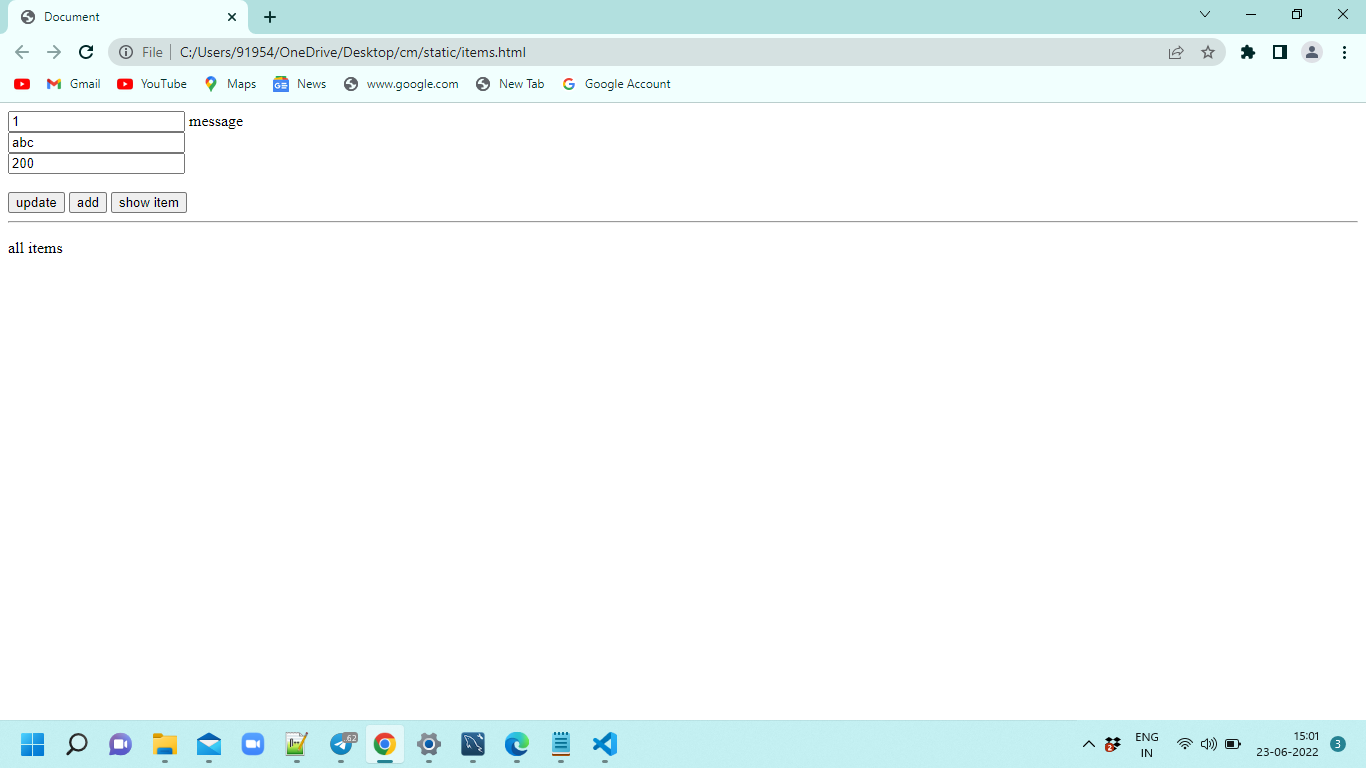 Document
File C:/Users/91954/OneDrive/Desktop/cm/static/items.html
Gmail YouTube Maps News www.google.com New Tab Google Account
1 message
abc
200
update add show item
all items
62
2
ENG
IN
15:01
23-06-2022
3